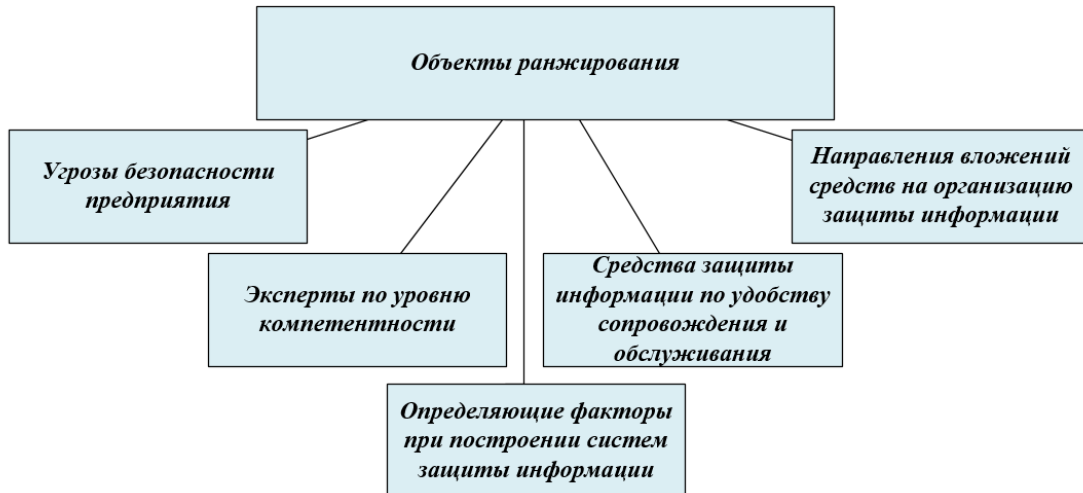 Объекты ранжирования
Угрозы безопасности
предприятия
Направления вложений
средств на организацию
защиты информации
Эксперты по уровню
компетентности
Средства защиты
информации по удобству
сопровождения и
обслуживания
Определяющие факторы
при построении систем
защиты информации